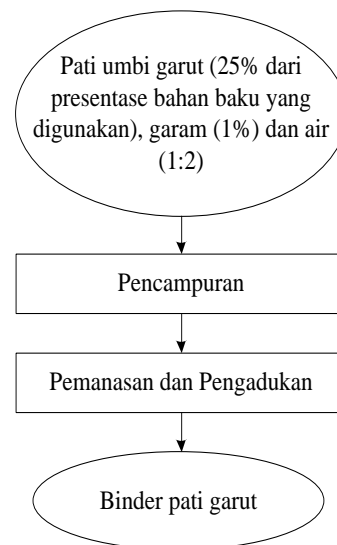 Pati umbi garut (25% dari
presentase bahan baku yang
digunakan), garam (1%) dan air
(1:2)
Pencampuran
Pemanasan dan Pengadukan
Binder pati garut